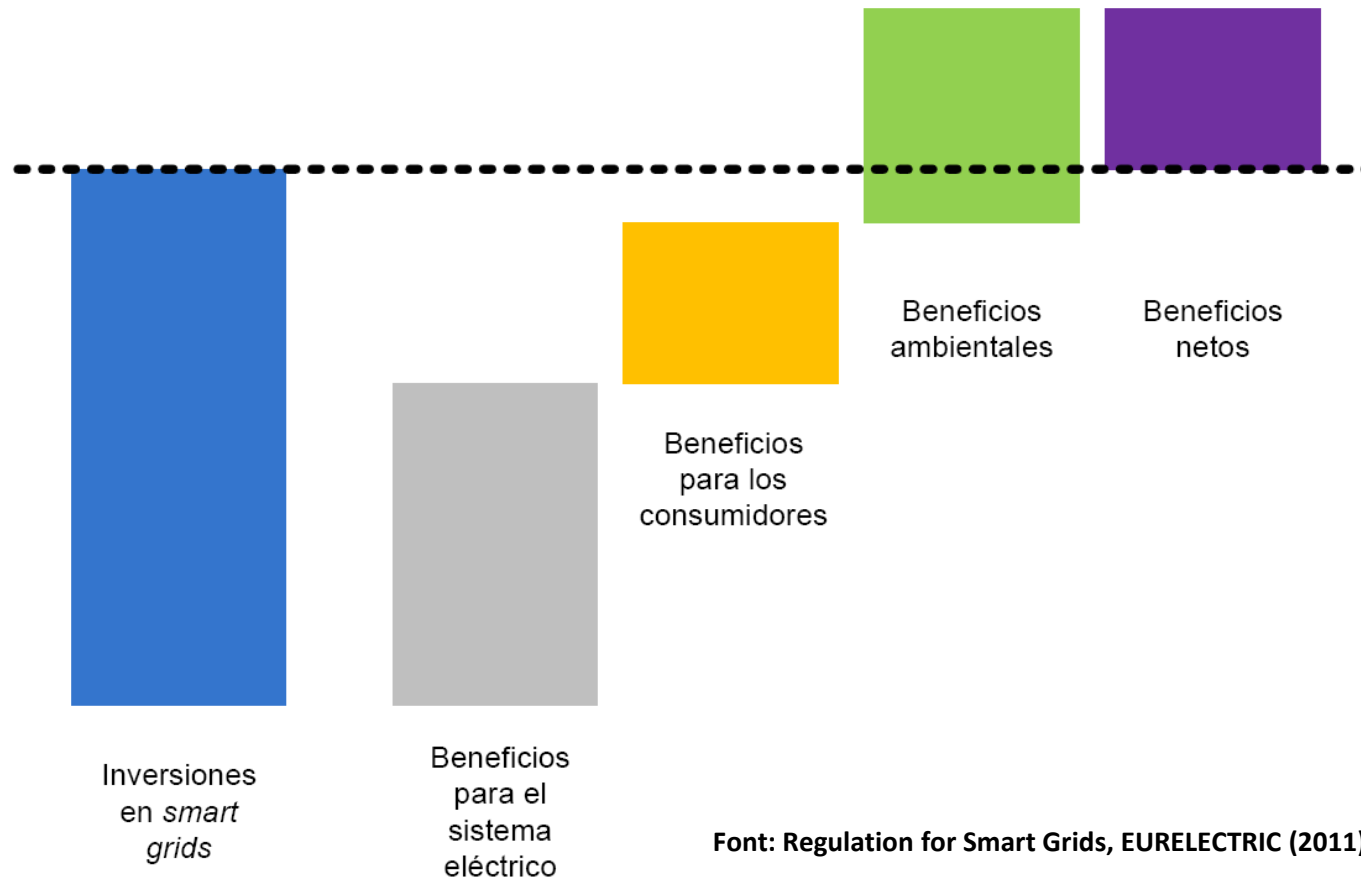 Inversiones
en smart
grids
Beneficios
para el
sistema
eléctrico
Beneficios
para los
consumidores
Beneficios
ambientales
Beneficios
netos
Font: Regulation for Smart Grids, EURELECTRIC (2011)